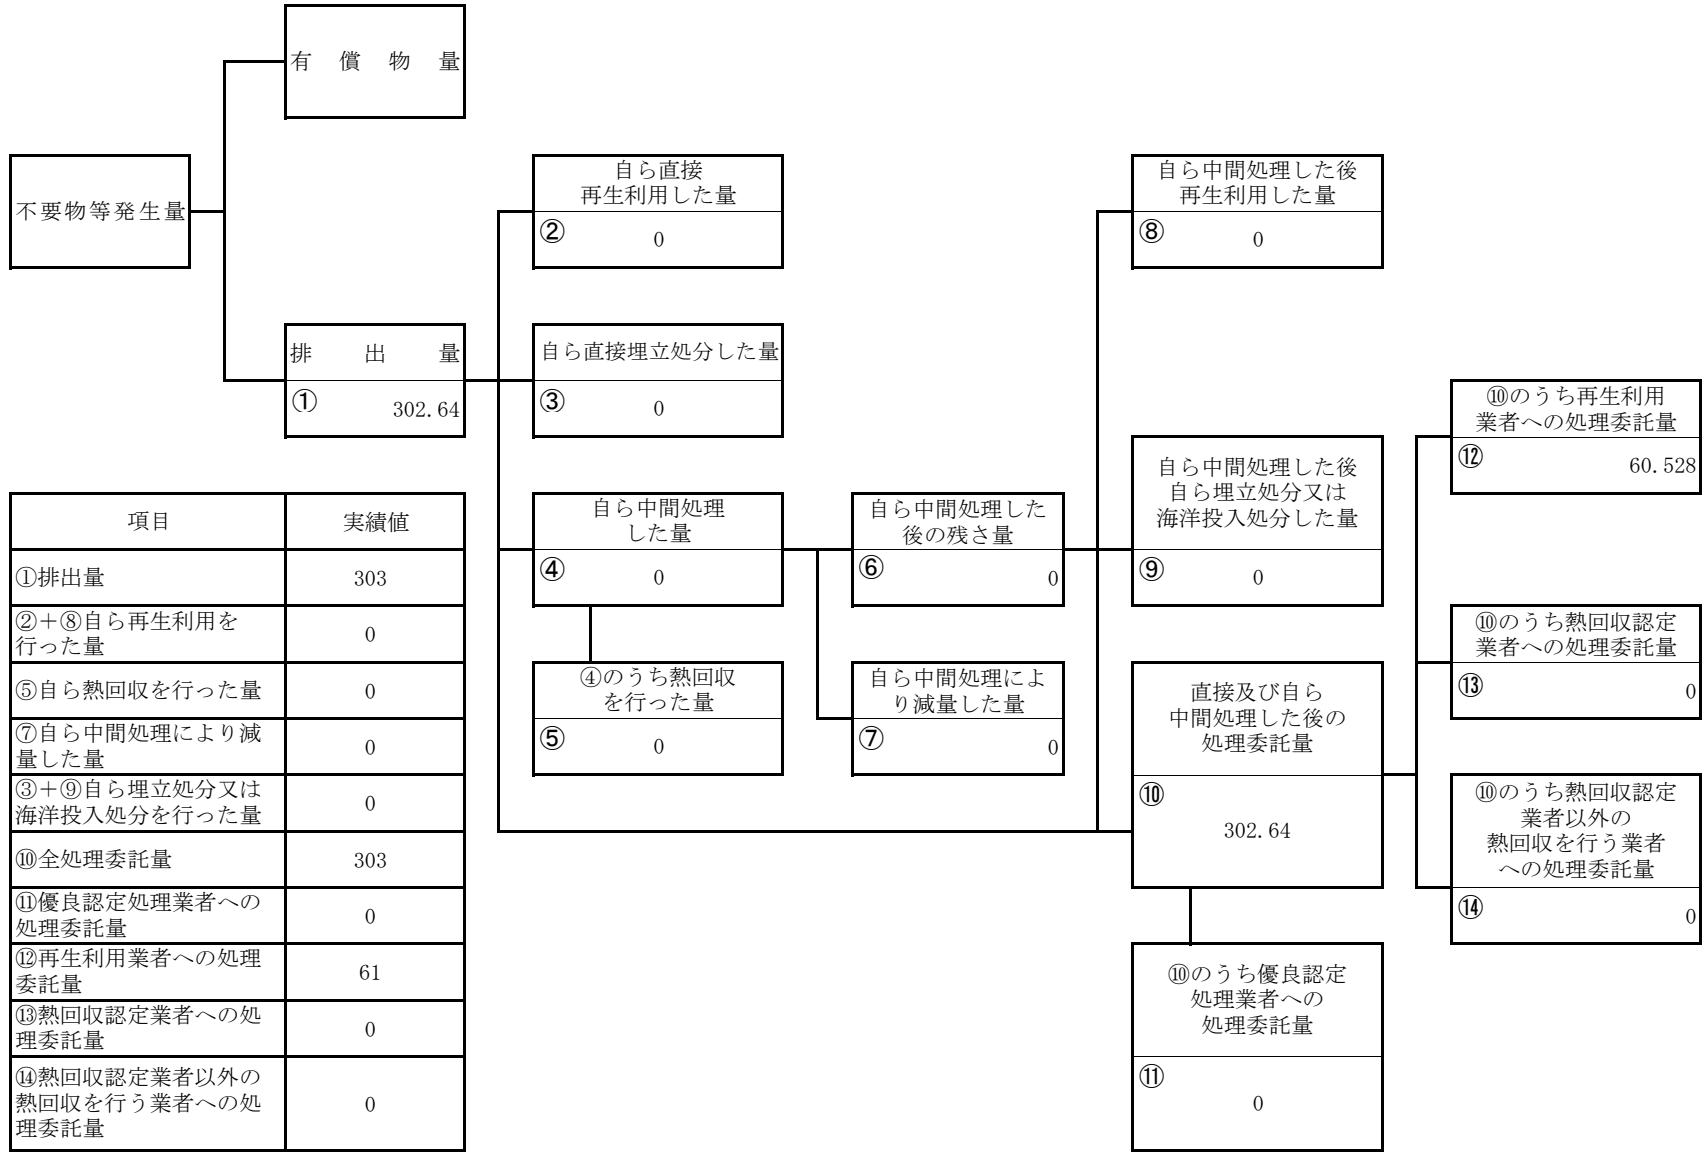 有償物量
不要物等発生量
排出量
①
302.64
自ら直接
再生利用した量
②
0
自ら直接埋立処分した量
③
0
自ら中間処理
した量
④
0
④のうち熱回収
を行った量
⑤
0
自ら中間処理した
後の残さ量
⑥
0
自ら中間処理によ
り減量した量
⑦
0
自ら中間処理した後
再生利用した量
⑧
0
自ら中間処理した後
自ら埋立処分又は
海洋投入処分した量
⑨
0
直接及び自ら
中間処理した後の
処理委託量
⑩
302.64
⑩のうち優良認定
処理業者への
処理委託量
⑪
0
⑩のうち再生利用
業者への処理委託量
⑫
60.528
⑩のうち熱回収認定
業者への処理委託量
⑬
0
⑩のうち熱回収認定
業者以外の
熱回収を行う業者
への処理委託量
⑭
0
項目 実績値
①排出量 303
②＋⑧自ら再生利用を
行った量 0
⑤自ら熱回収を行った量 0
⑦自ら中間処理により減
量した量 0
③＋⑨自ら埋立処分又は
海洋投入処分を行った量 0
⑩全処理委託量 303
⑪優良認定処理業者への
処理委託量 0
⑫再生利用業者への処理
委託量 61
⑬熱回収認定業者への処
理委託量 0
⑭熱回収認定業者以外の
熱回収を行う業者への処
理委託量 0